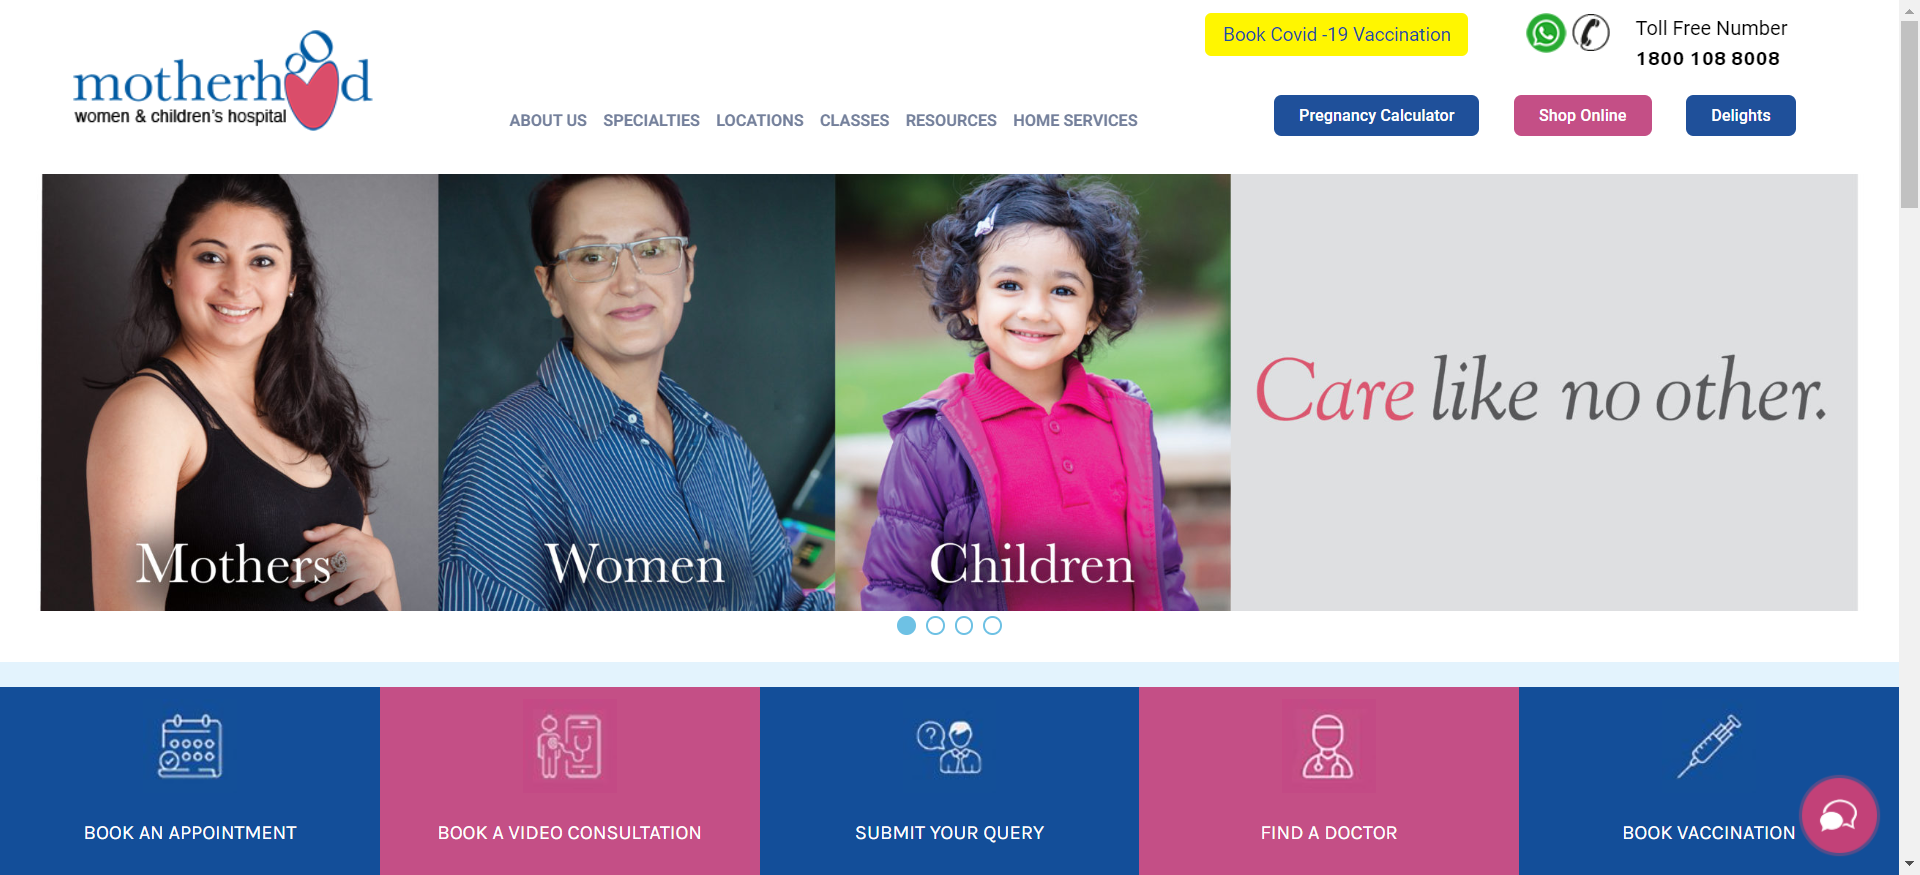 motherhood
women & children's hospital
Book Covid -19 Vaccination
Toll Free Number
1800 108 8008
ABOUT US SPECIALTIES LOCATIONS CLASSES RESOURCES HOME SERVICES
Pregnancy Calculator
Shop Online
Delights
Mothers
Women
Children
Care like no other.
BOOK AN APPOINTMENT
BOOK A VIDEO CONSULTATION
SUBMIT YOUR QUERY
FIND A DOCTOR
BOOK VACCINATION